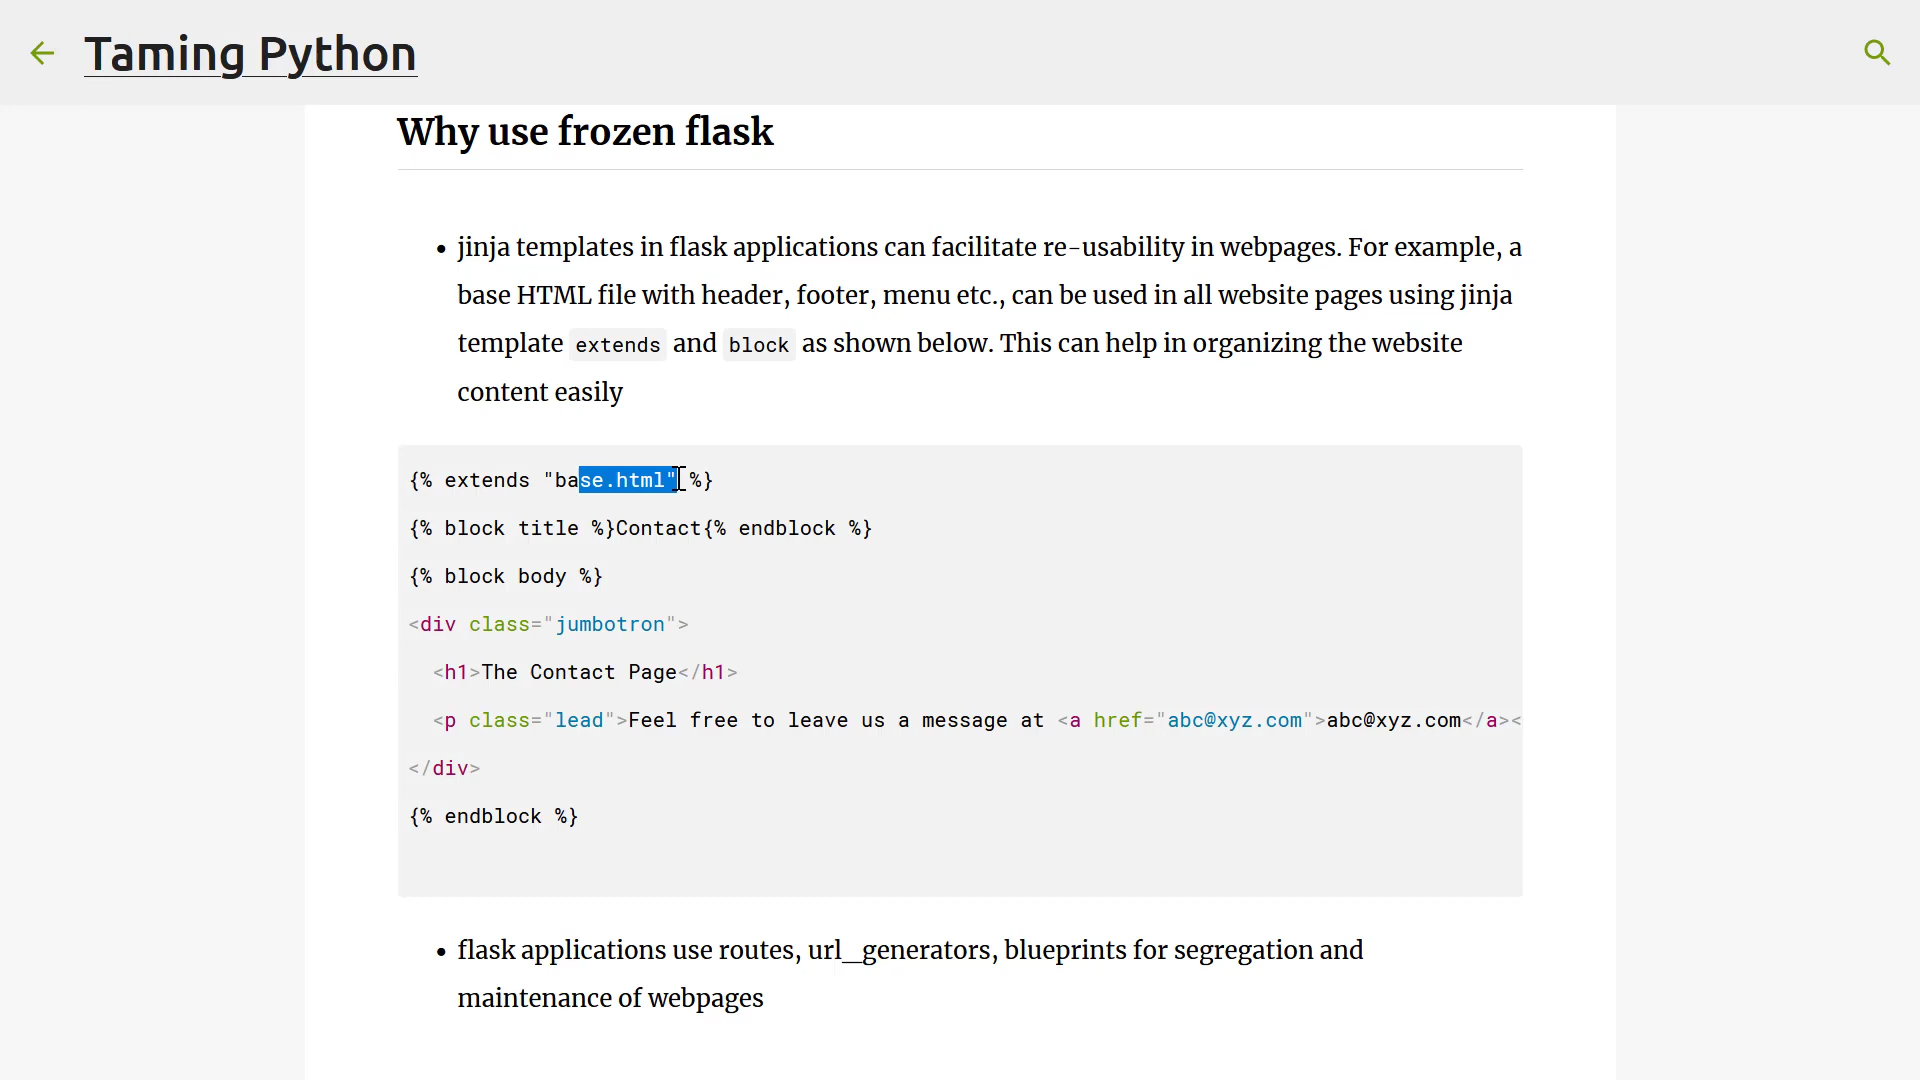 Taming Python
Why use frozen flask
jinja templates in flask applications can facilitate re-usability in webpages. For example, a
base HTML file with header, footer, menu etc., can be used in all website pages using jinja
template extends and block as shown below. This can help in organizing the website
content easily
{% extends "base.html" %}
{% block title %}Contact{% endblock %}
{% block body %}
<div class="jumbotron">
  <h1>The Contact Page</h1>
  <p class="lead">Feel free to leave us a message at <a href="abc@xyz.com">abc@xyz.com</a><
</div>
{% endblock %}
flask applications use routes, url_generators, blueprints for segregation and
maintenance of webpages